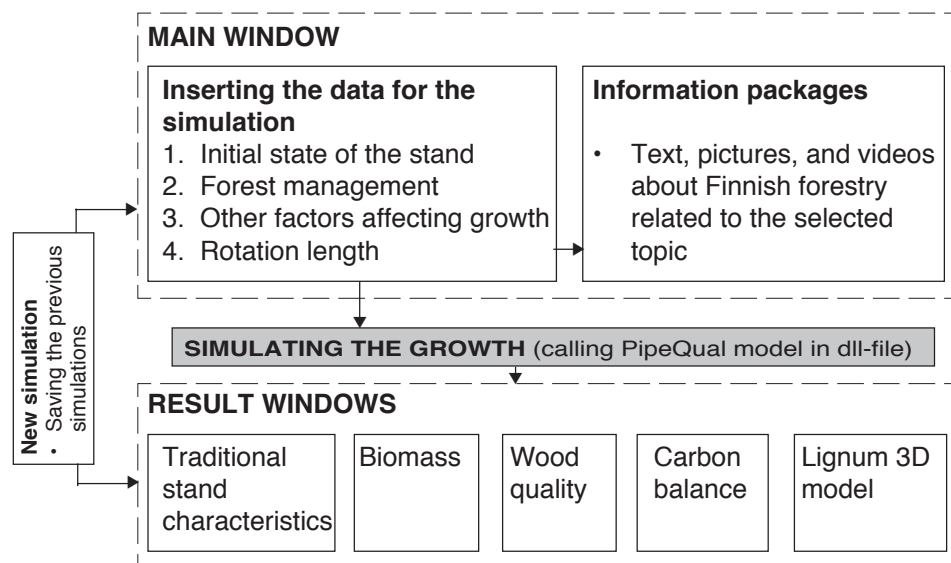 MAIN WINDOW
Inserting the data for the
simulation
1. Initial state of the stand
2. Forest management
3. Other factors affecting growth
4. Rotation length
Information packages
• Text, pictures, and videos
about Finnish forestry
related to the selected
topic
New simulation
• Saving the previous
simulations
SIMULATING THE GROWTH (calling PipeQual model in dll-file)
RESULT WINDOWS
Traditional
stand
characteristics
Biomass
Wood
quality
Carbon
balance
Lignum 3D
model